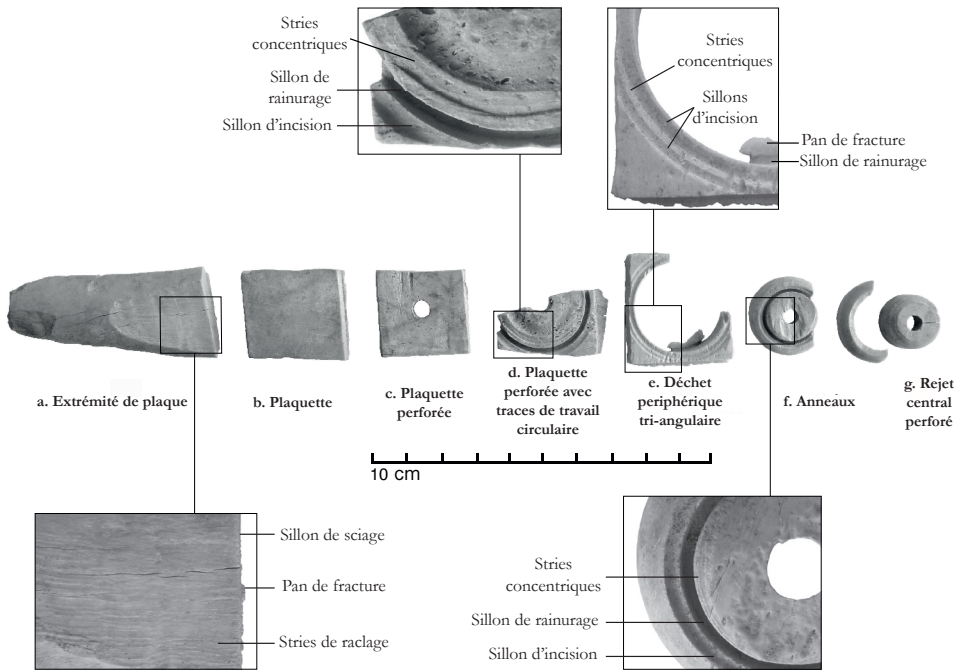 Stries
concentriques
Sillon de
rainurage
Sillon d'incision
Stries
concentriques
Sillons
d'incision
Pan de fracture
Sillon de rainurage
a. Extrémité de plaque
b. Plaquette
c. Plaquette
perforée
d. Plaquette
perforée avec
traces de travail
circulaire
e. Déchet
periphérique
tri-angulaire
f. Anneaux
g. Rejet
central
perforé
10 cm
Sillon de sciage
Pan de fracture
Stries de raclage
Stries
concentriques
Sillon de rainurage
Sillon d'incision